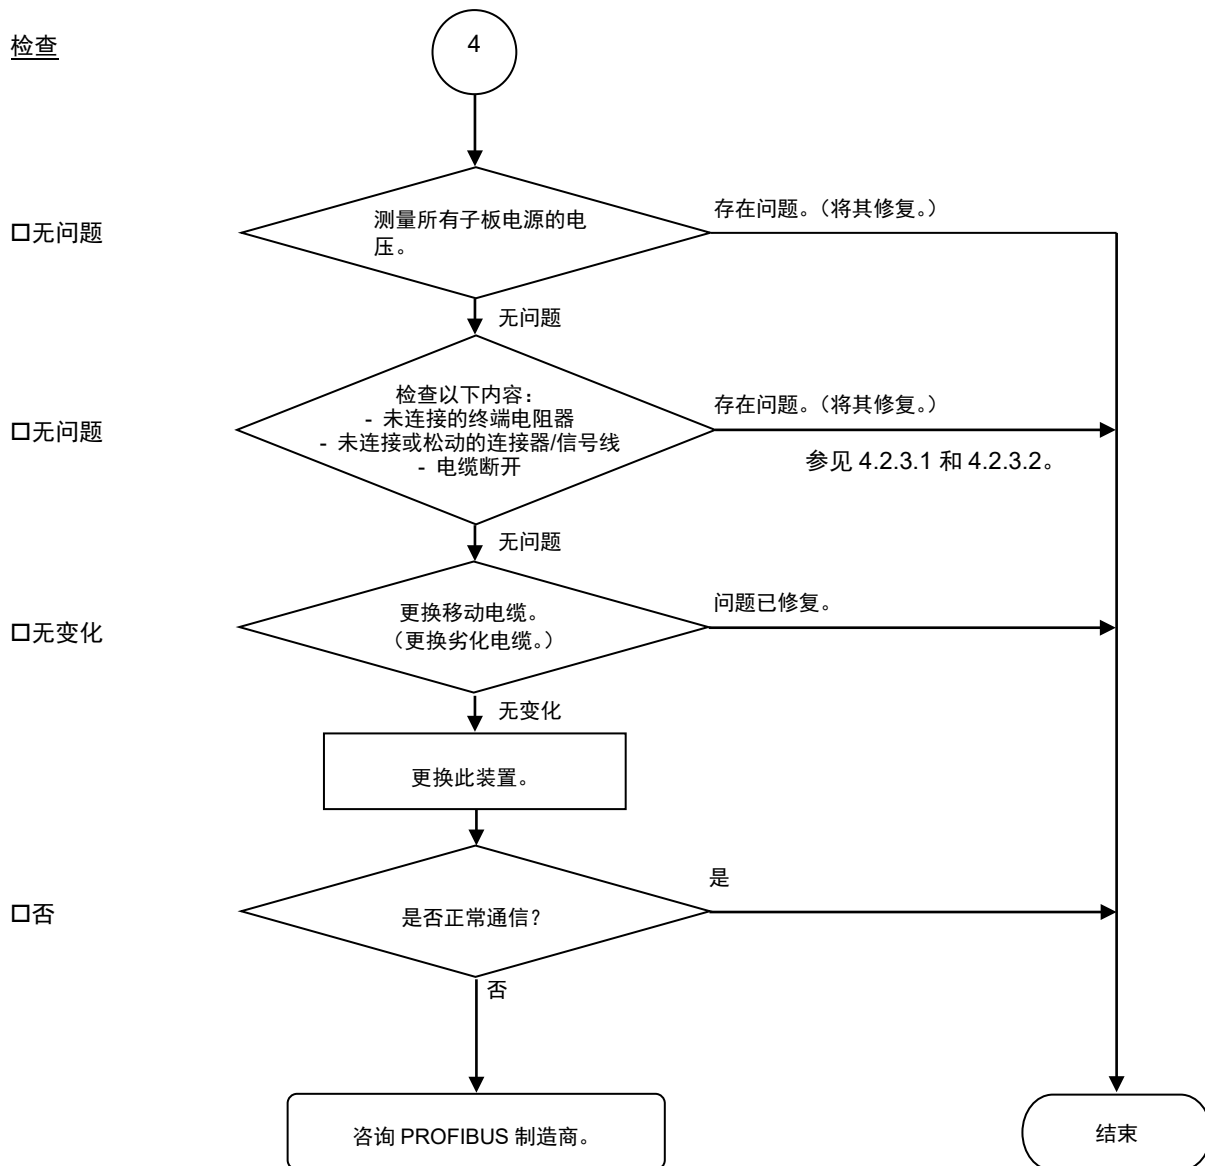 检查
4
测量所有子板电源的电
压。
存在问题。（将其修复。）
□无问题
无问题
检查以下内容：
- 未连接的终端电阻器
- 未连接或松动的连接器/信号线
- 电缆断开
存在问题。（将其修复。）
□无问题
参见 4.2.3.1 和 4.2.3.2。
无问题
更换移动电缆。
（更换劣化电缆。）
问题已修复。
□无变化
无变化
更换此装置。
是
□否
是否正常通信？
否
咨询 PROFIBUS 制造商。
结束